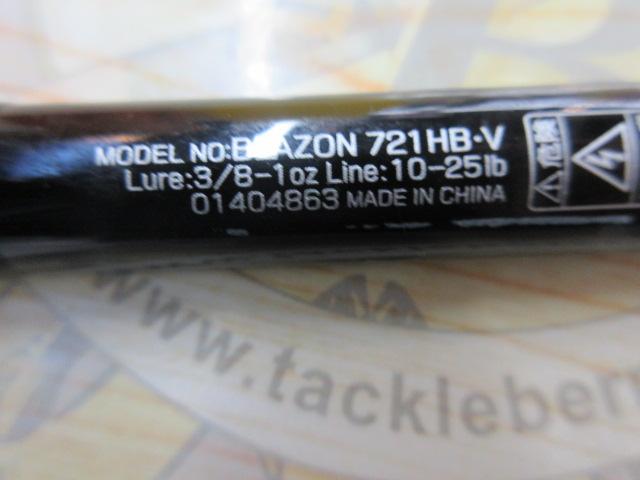 MODEL NO:BLAZON 721HB·V
Lure:3/8-1oz Line:10-25lb
01404863 MADE IN CHINA
危険
www.tackleber